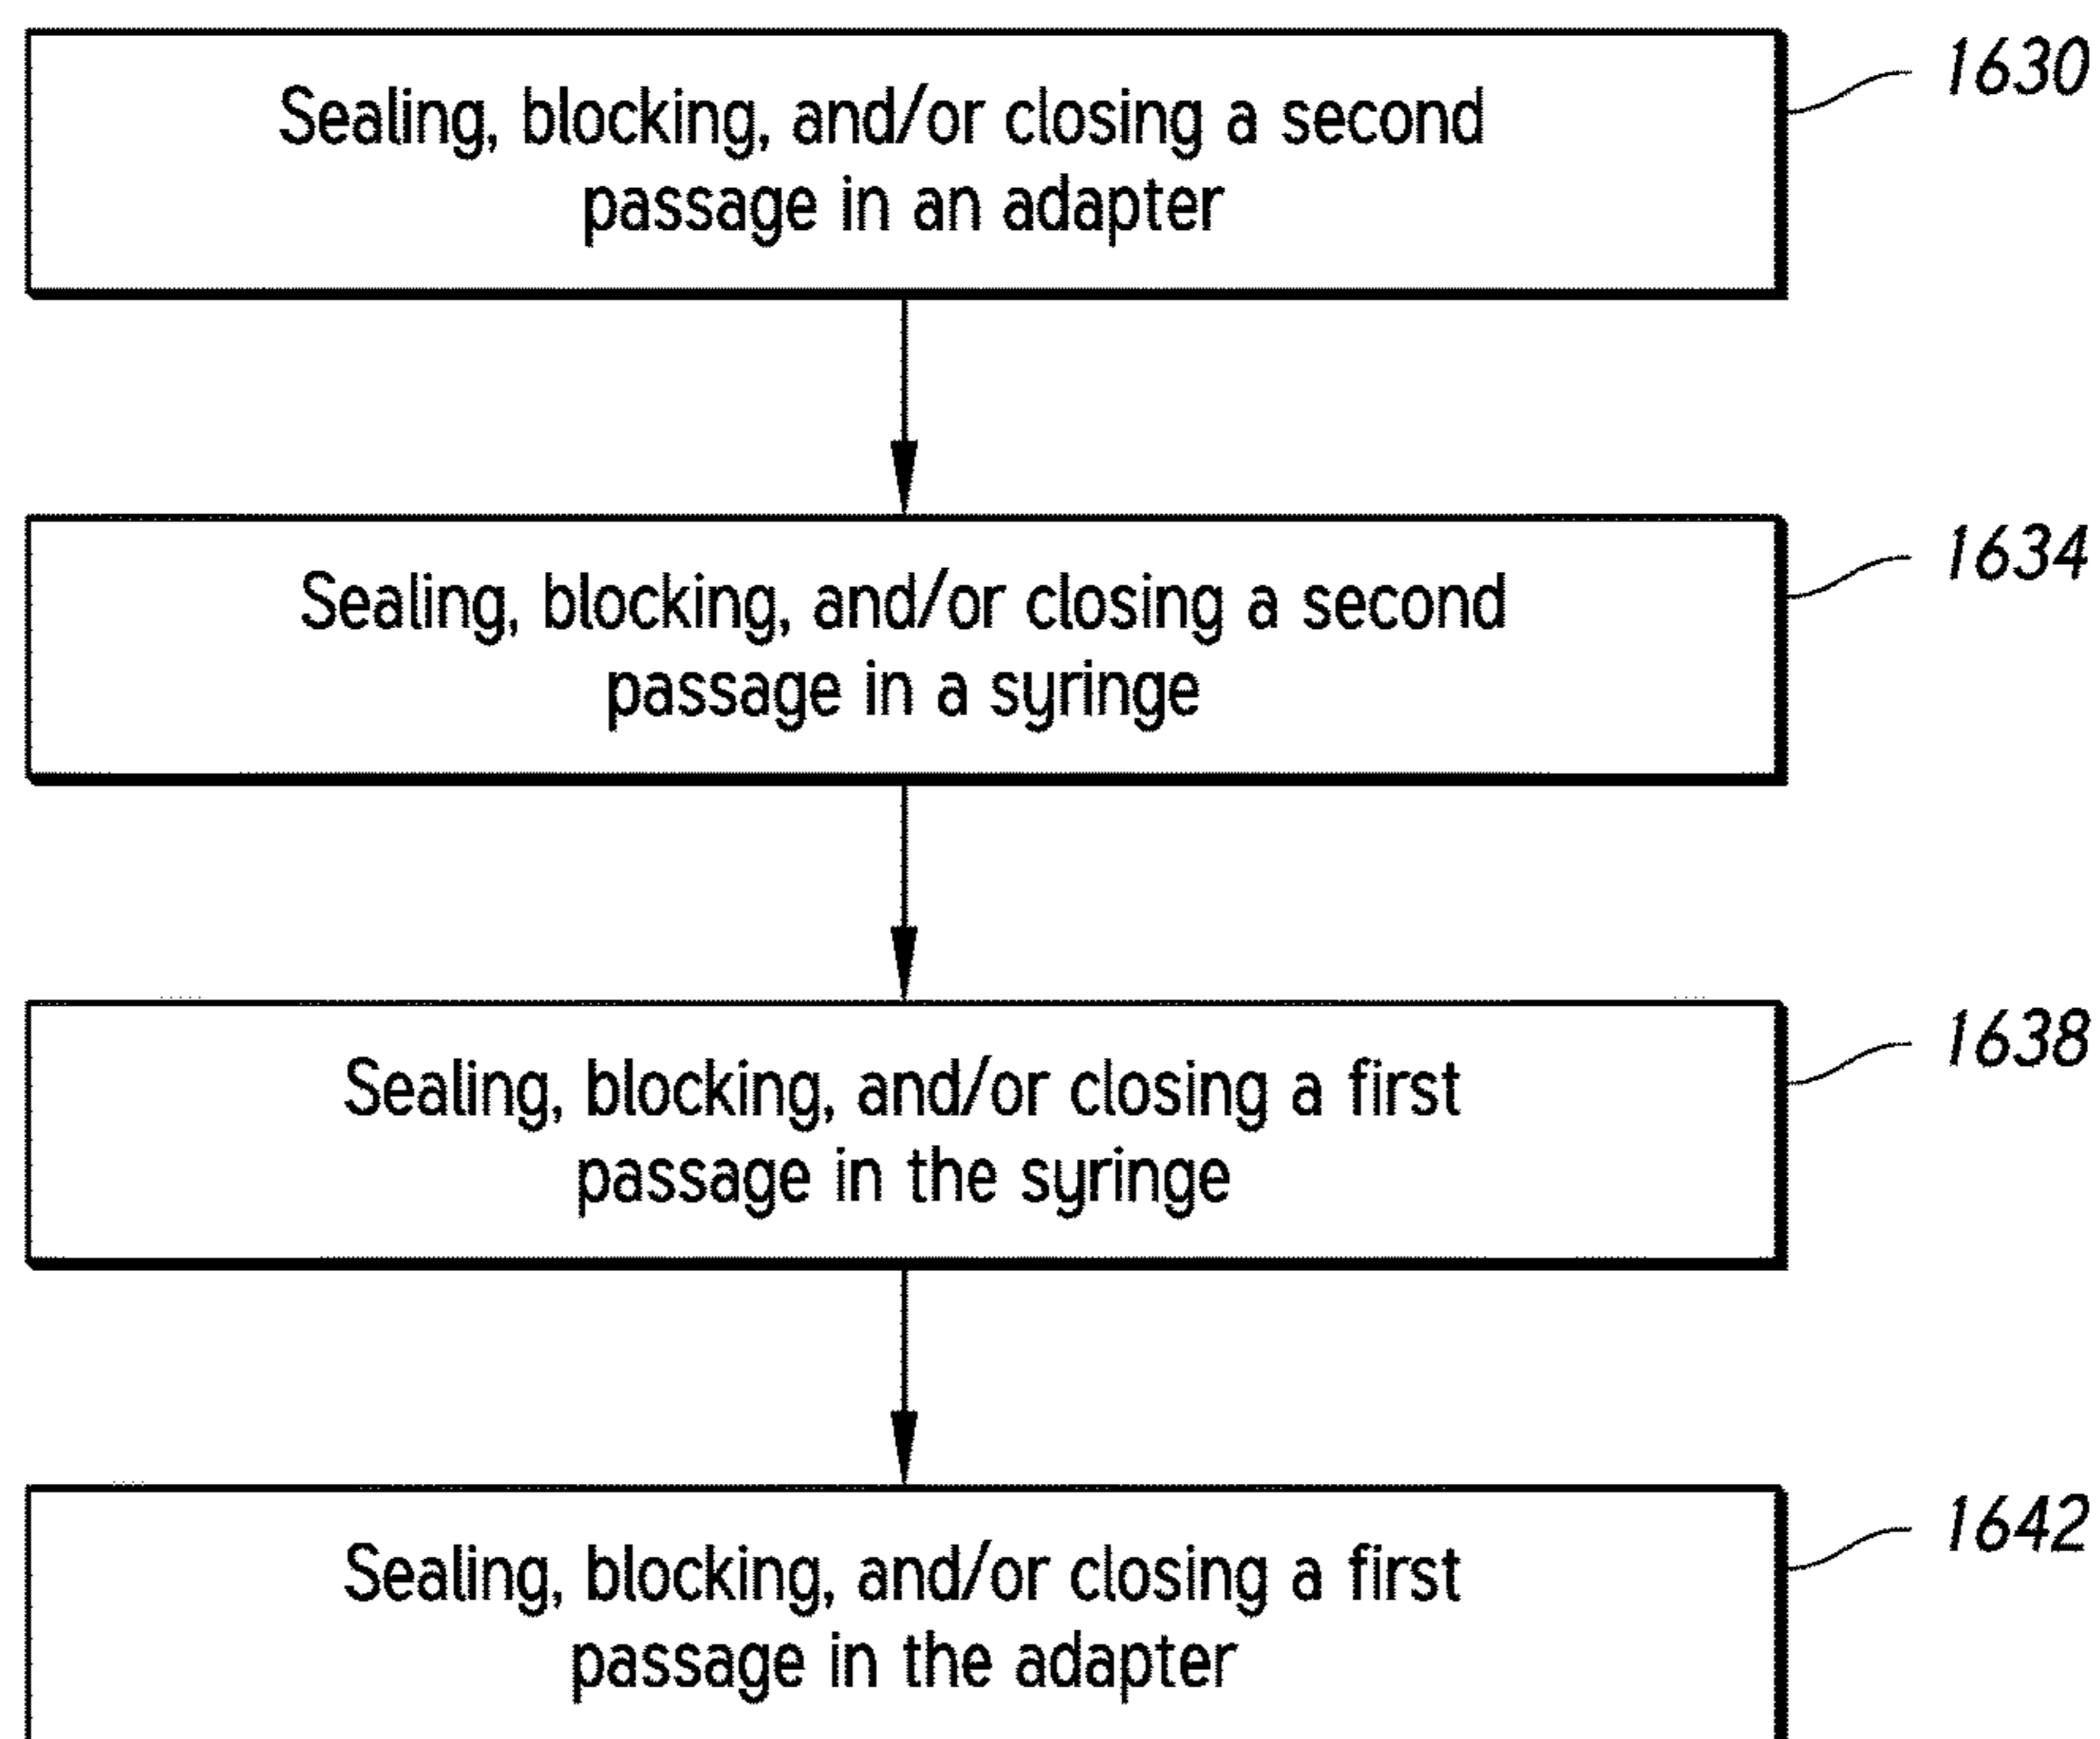 Sealing, blocking, and/or closing a second
passage in an adapter
1630
Sealing, blocking, and/or closing a second
passage in a syringe
1634
Sealing, blocking, and/or closing a first
passage in the syringe
1638
Sealing, blocking, and/or closing a first
passage in the adapter
1642